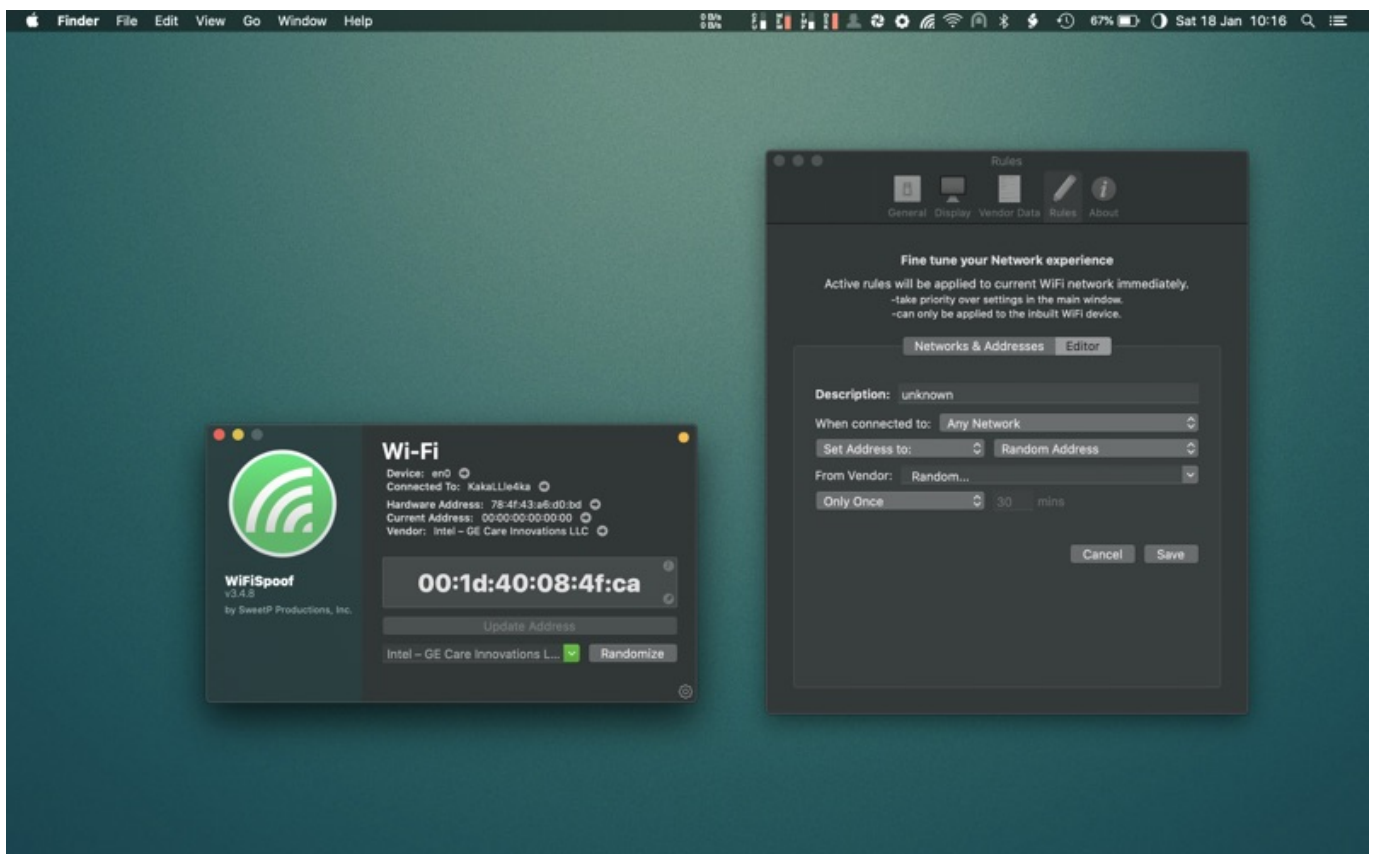 Finder File Edit View Go Window Help
67% Sat 18 Jan 10:16
Rules
General Display Vendor Data Rules About
Fine tune your Network experience
Active rules will be applied to current WiFi network immediately.
-take priority over settings in the main window.
-can only be applied to the inbuilt WiFi device.
Networks & Addresses Editor
Description: unknown
When connected to: Any Network
Set Address to: Random Address
From Vendor: Random...
Only Once 30 mins
Cancel Save
Wi-Fi
Device: en0
Connected To: KakaLLle4ka
Hardware Address: 78:4f:43:a6:d0:bd
Current Address: 00:00:00:00:00:00
Vendor: Intel – GE Care Innovations LLC
00:1d:40:08:4f:ca
WiFiSpoof
v3.4.8
by SweetP Productions, Inc.
Update Address
Intel – GE Care Innovations L... Randomize